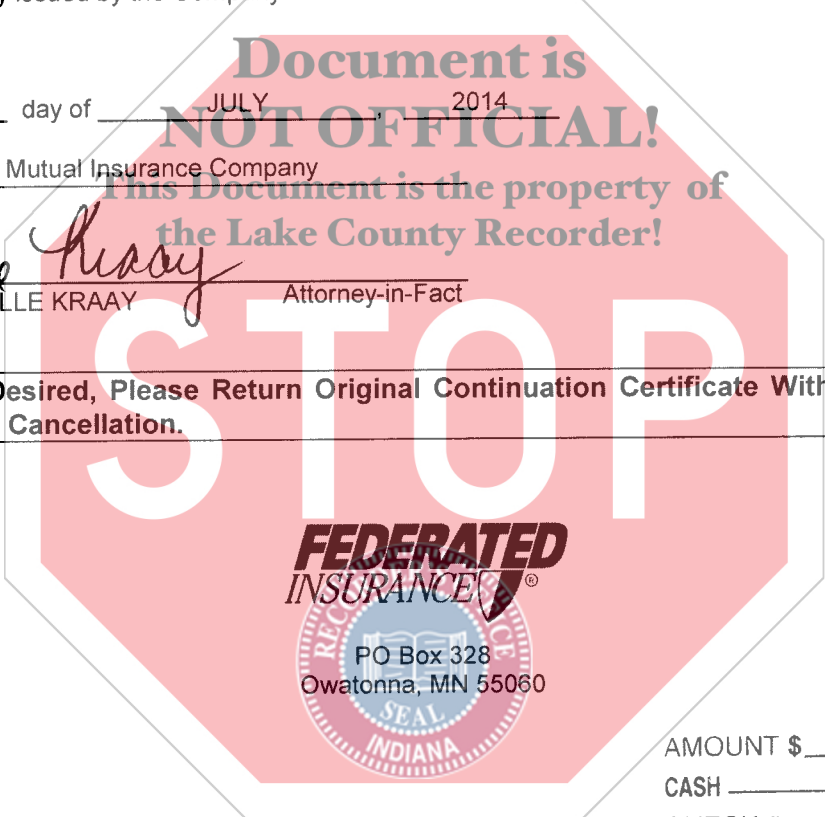 issued by the Company
Document is
day of JULY, 2014
NOT OFFICIAL!
Mutual Insurance Company
This Document is the property of
the Lake County Recorder!
Kraay
LLE KRAAY Attorney-in-Fact
STOP
Desired, Please Return Original Continuation Certificate With
Cancellation.
FEDERATED
INSURANCE ®
PO Box 328
Owatonna, MN 55060
SEAL
INDIANA
AMOUNT $
CASH